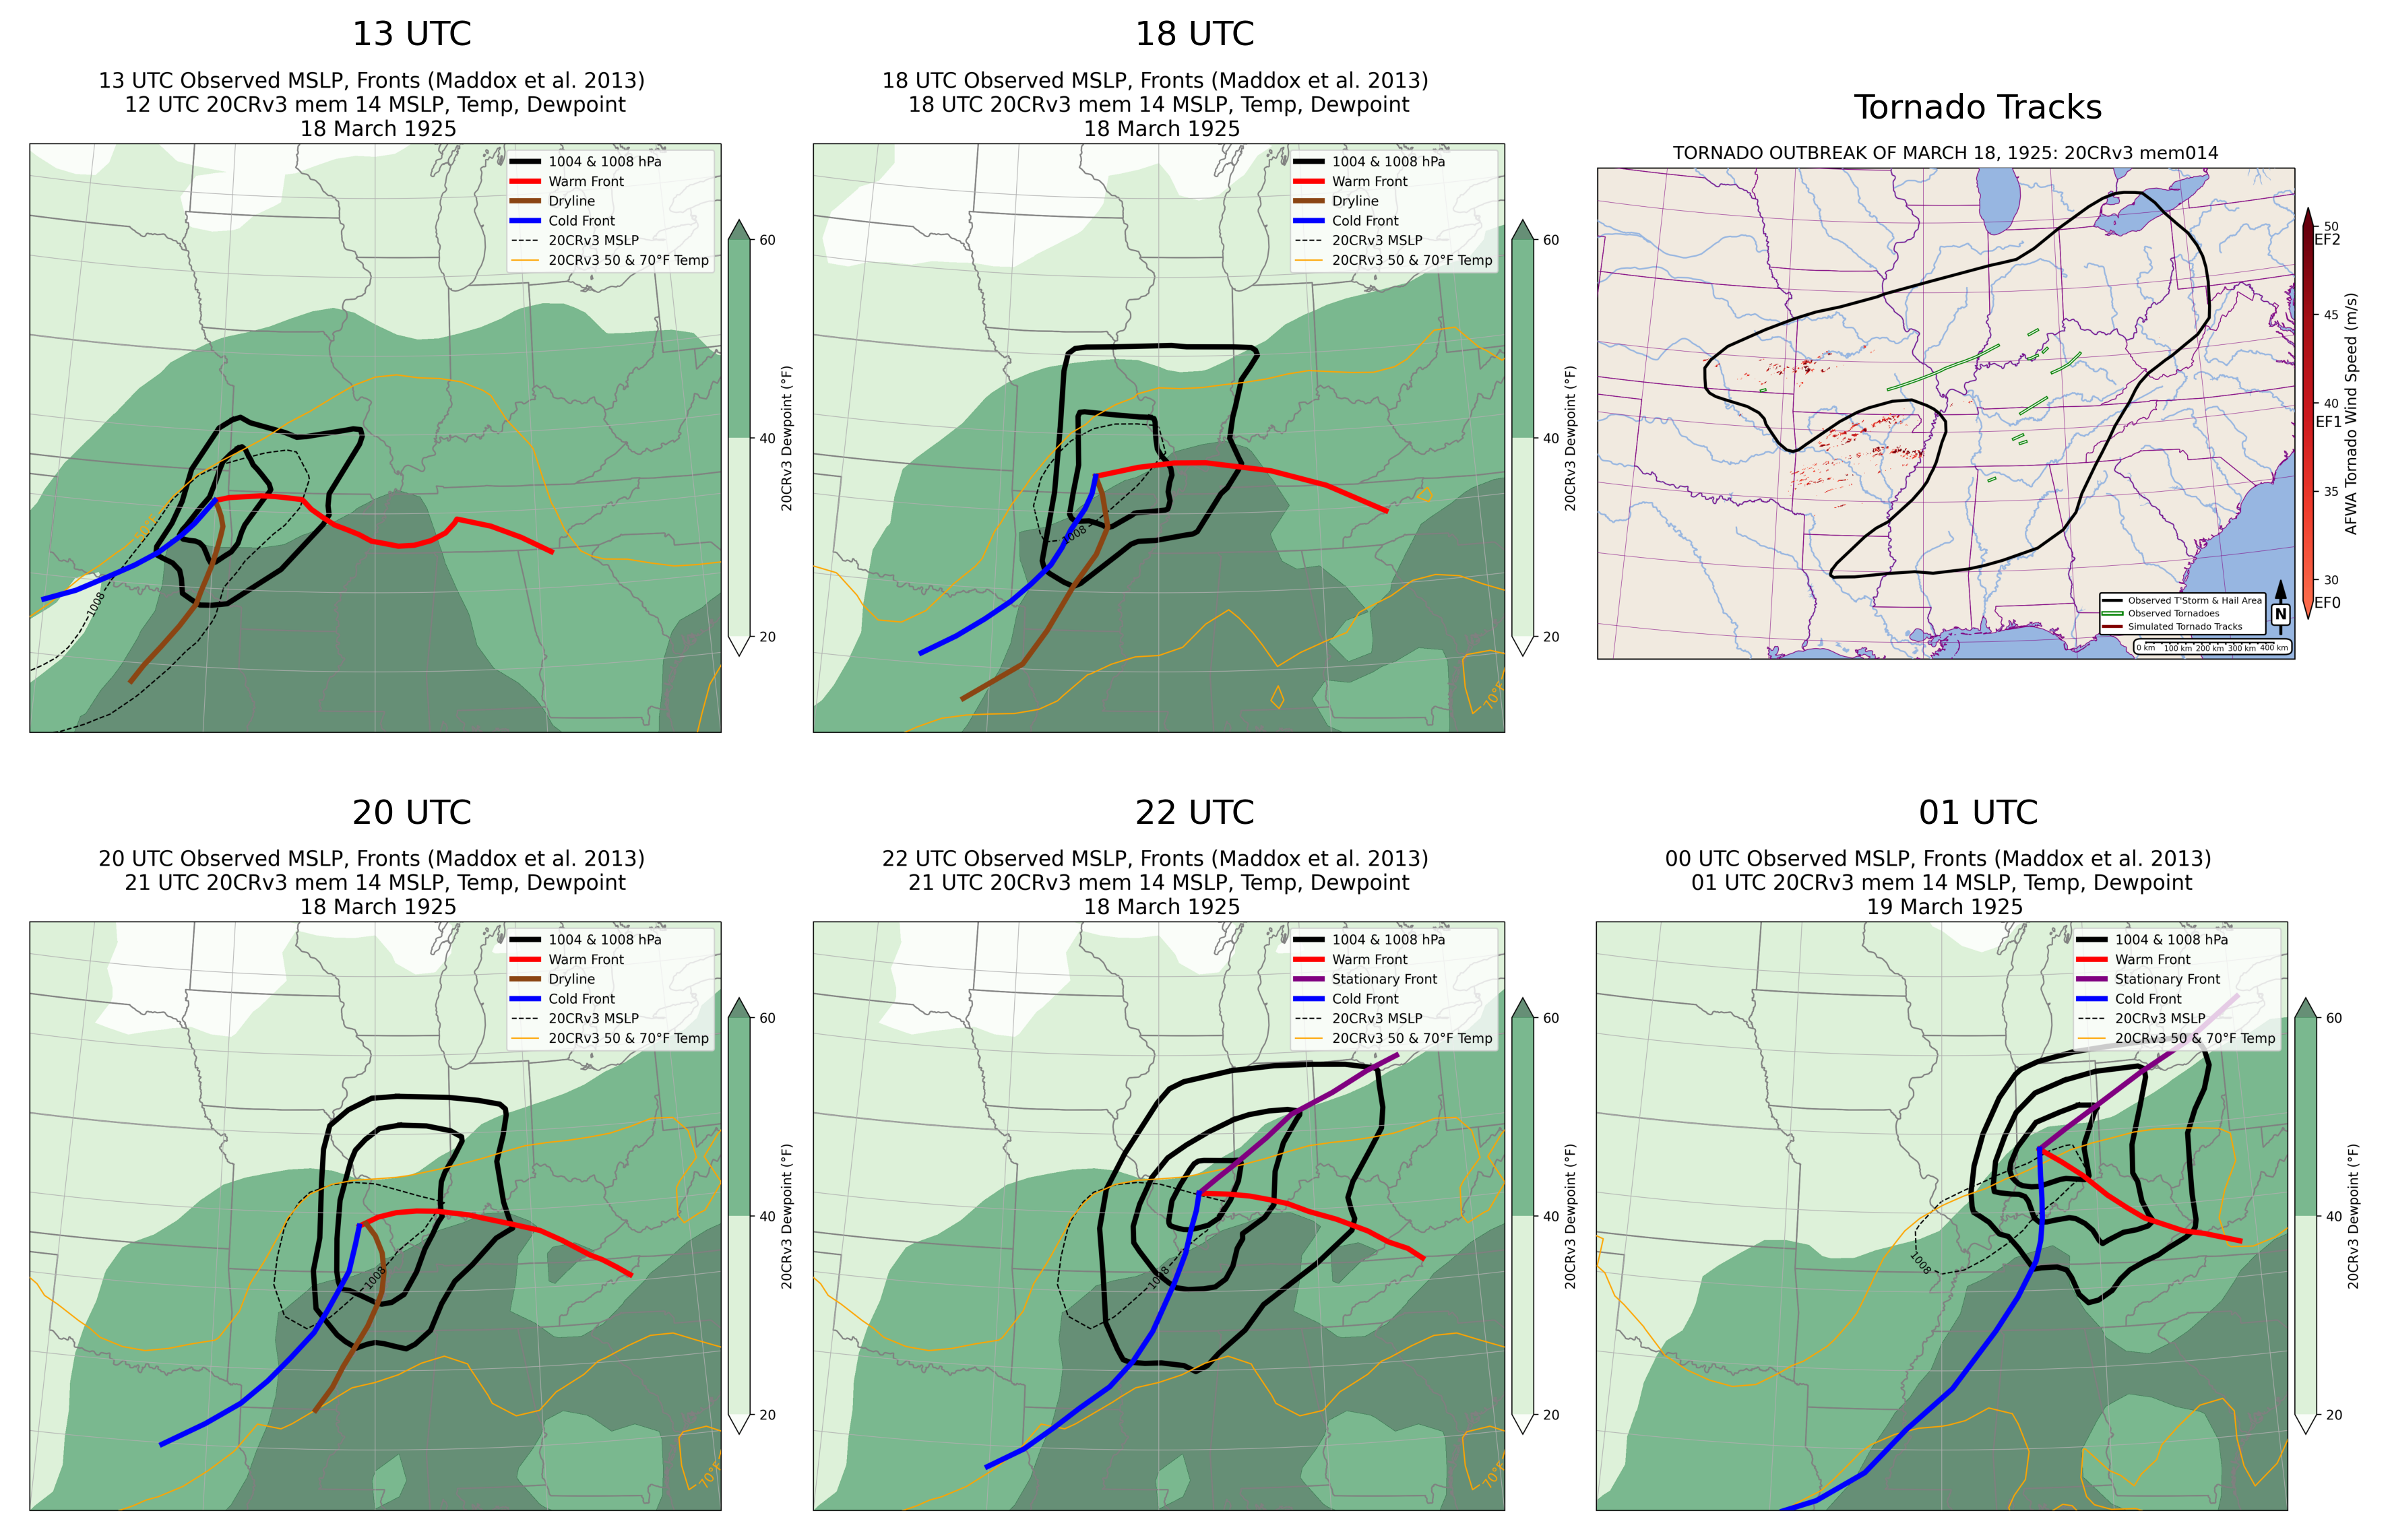 13 UTC
13 UTC Observed MSLP, Fronts (Maddox et al. 2013)
12 UTC 20CRv3 mem 14 MSLP, Temp, Dewpoint
18 March 1925
1004 & 1008 hPa
Warm Front
Dryline
Cold Front
20CRv3 MSLP
20CRv3 50 & 70°F Temp
1008
60
40
20
20CRv3 Dewpoint (°F)
18 UTC
18 UTC Observed MSLP, Fronts (Maddox et al. 2013)
18 UTC 20CRv3 mem 14 MSLP, Temp, Dewpoint
18 March 1925
1004 & 1008 hPa
Warm Front
Dryline
Cold Front
20CRv3 MSLP
20CRv3 50 & 70°F Temp
1008
70°F
60
40
20
20CRv3 Dewpoint (°F)
Tornado Tracks
TORNADO OUTBREAK OF MARCH 18, 1925: 20CRv3 mem014
Observed T'Storm & Hail Area
Observed Tornadoes
Simulated Tornado Tracks
N
0 km 100 km 200 km 300 km 400 km
50
EF2
45
40
EF1
35
30
EF0
AFWA Tornado Wind Speed (m/s)
20 UTC
20 UTC Observed MSLP, Fronts (Maddox et al. 2013)
21 UTC 20CRv3 mem 14 MSLP, Temp, Dewpoint
18 March 1925
1004 & 1008 hPa
Warm Front
Dryline
Cold Front
20CRv3 MSLP
20CRv3 50 & 70°F Temp
1008
70°F
60
40
20
20CRv3 Dewpoint (°F)
22 UTC
22 UTC Observed MSLP, Fronts (Maddox et al. 2013)
21 UTC 20CRv3 mem 14 MSLP, Temp, Dewpoint
18 March 1925
1004 & 1008 hPa
Warm Front
Stationary Front
Cold Front
20CRv3 MSLP
20CRv3 50 & 70°F Temp
1008
70°F
60
40
20
20CRv3 Dewpoint (°F)
01 UTC
00 UTC Observed MSLP, Fronts (Maddox et al. 2013)
01 UTC 20CRv3 mem 14 MSLP, Temp, Dewpoint
19 March 1925
1004 & 1008 hPa
Warm Front
Stationary Front
Cold Front
20CRv3 MSLP
20CRv3 50 & 70°F Temp
1008
60
40
20
20CRv3 Dewpoint (°F)